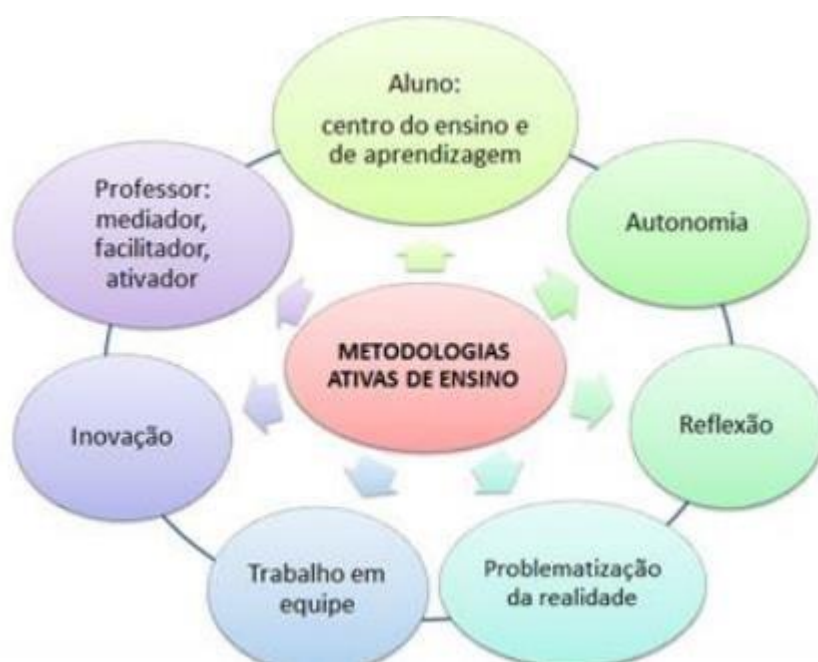 Aluno:
centro do ensino e
de aprendizagem
Professor:
mediador,
facilitador,
ativador
Autonomia
METODOLOGIAS
ATIVAS DE ENSINO
Inovação
Reflexão
Trabalho em
equipe
Problematização
da realidade